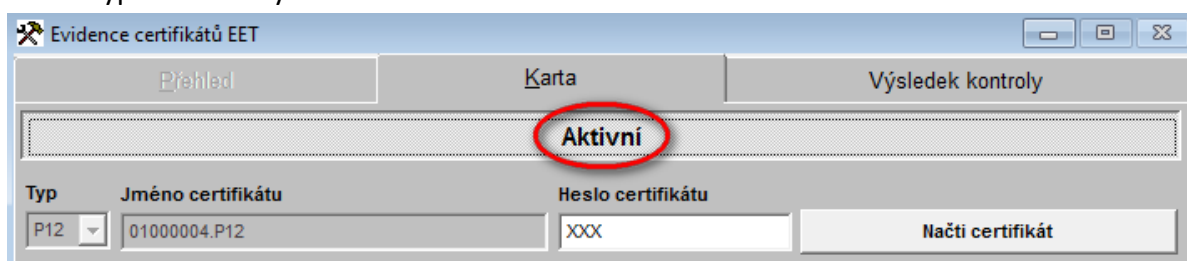 Evidence certifikátů EET
Přehled Karta Výsledek kontroly
Aktivní
Typ Jméno certifikátu Heslo certifikátu
P12 01000004.P12 XXX Načti certifikát